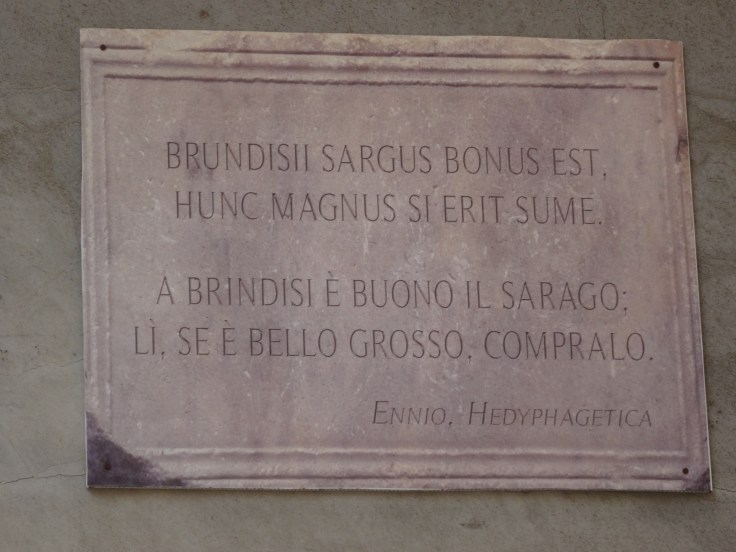 BRUNDISII SARGUS BONUS EST,
HUNC MAGNUS SI ERIT SUME.
A BRINDISI È BUONO IL SARAGO;
LÌ, SE È BELLO GROSSO, COMPRALO.
ENNIO, HEDYPHAGETICA